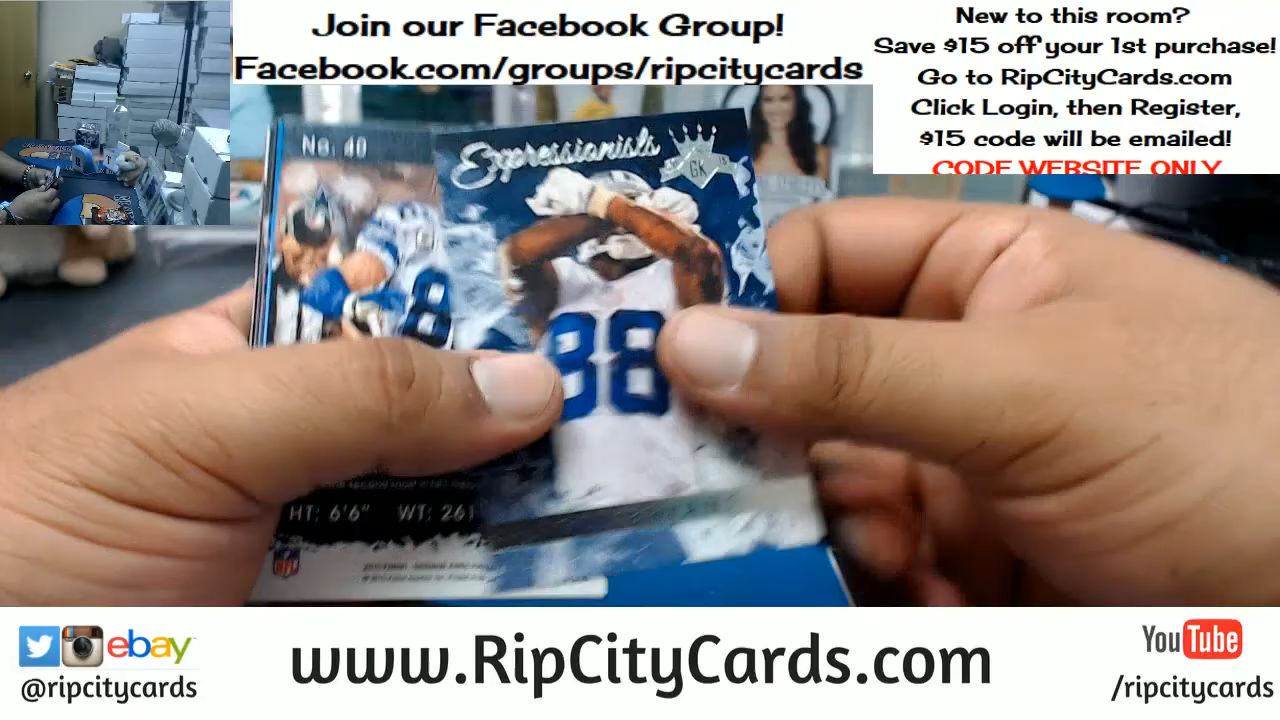 Join our Facebook Group!
Facebook.com/groups/ripcitycards
New to this room?
Save $15 off your 1st purchase!
Go to RipCityCards.com
Click Login, then Register,
$15 code will be emailed!
CODE WEBSITE ONLY
No. 40
Expressionists
GK
88
8
HT: 6'6" WT: 261
NFL
ebay
@ripcitycards
www.RipCityCards.com
YouTube
/ripcitycards